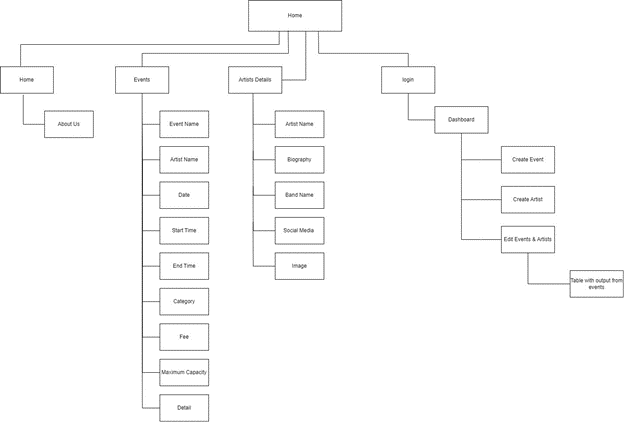 Home
Home
Events
Artists Details
login
About Us
Event Name
Artist Name
Date
Start Time
End Time
Category
Fee
Maximum Capacity
Detail
Artist Name
Biography
Band Name
Social Media
Image
Dashboard
Create Event
Create Artist
Edit Events & Artists
Table with output from
events